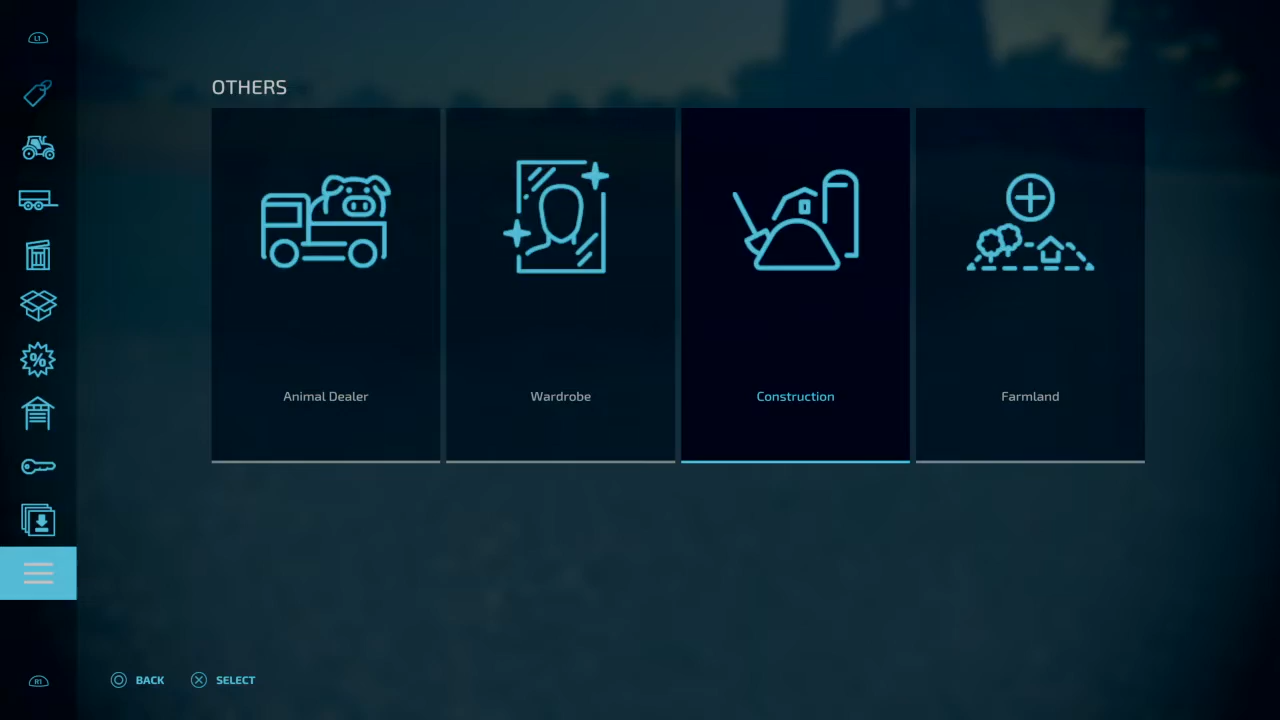 L1
OTHERS
Animal Dealer
Wardrobe
Construction
Farmland
%
BACK
SELECT
R1